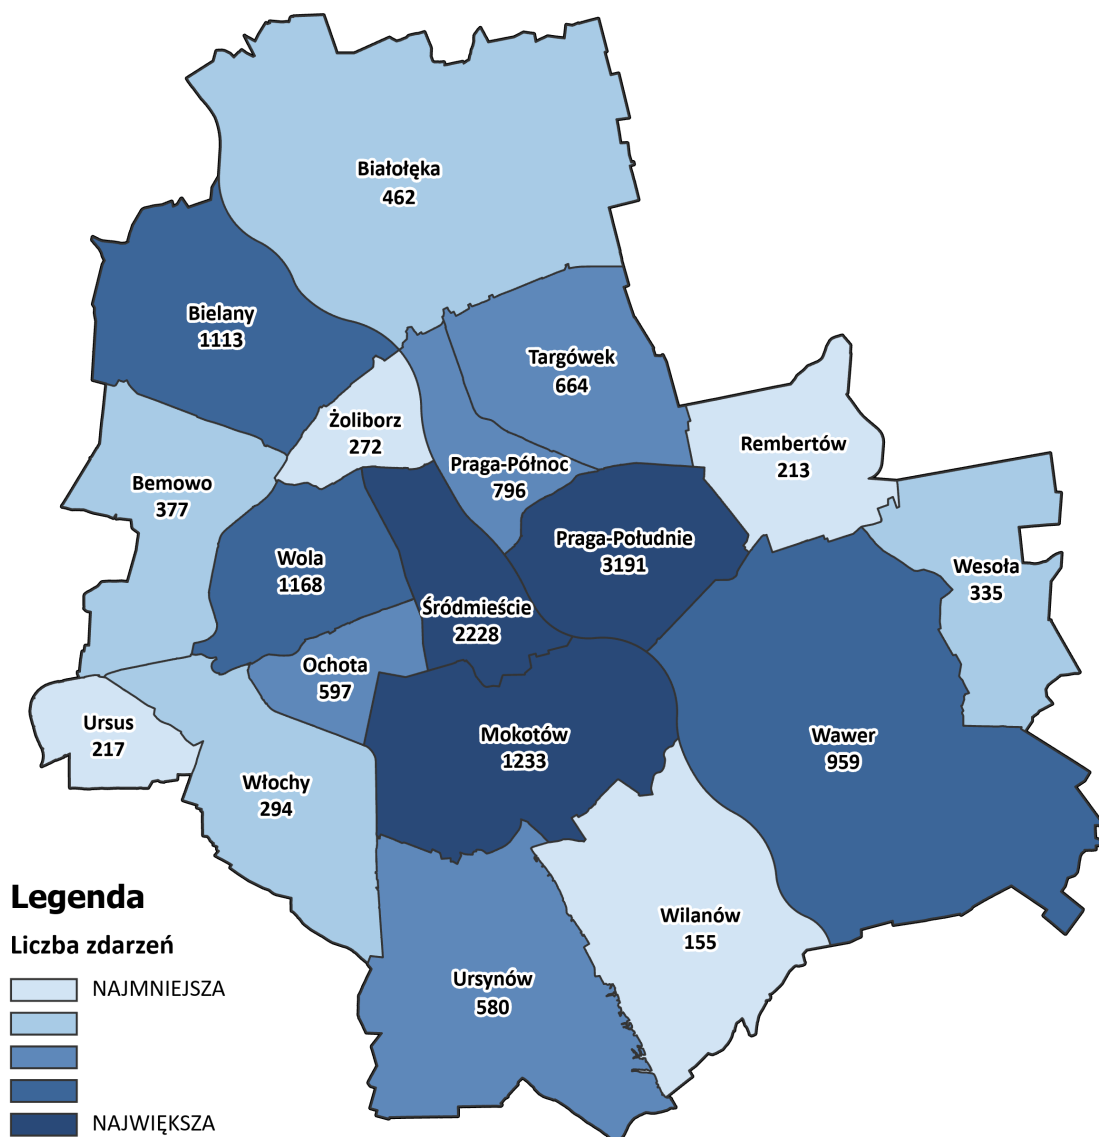 Białołęka
462
Bielany
1113
Targówek
664
Żoliborz
272
Rembertów
213
Praga-Północ
796
Bemowo
377
Praga-Południe
3191
Wola
1168
Wesoła
335
Śródmieście
2228
Ochota
597
Ursus
217
Mokotów
1233
Wawer
959
Włochy
294
Wilanów
155
Ursynów
580
Legenda
Liczba zdarzeń
NAJMNIEJSZA
NAJWIĘKSZA